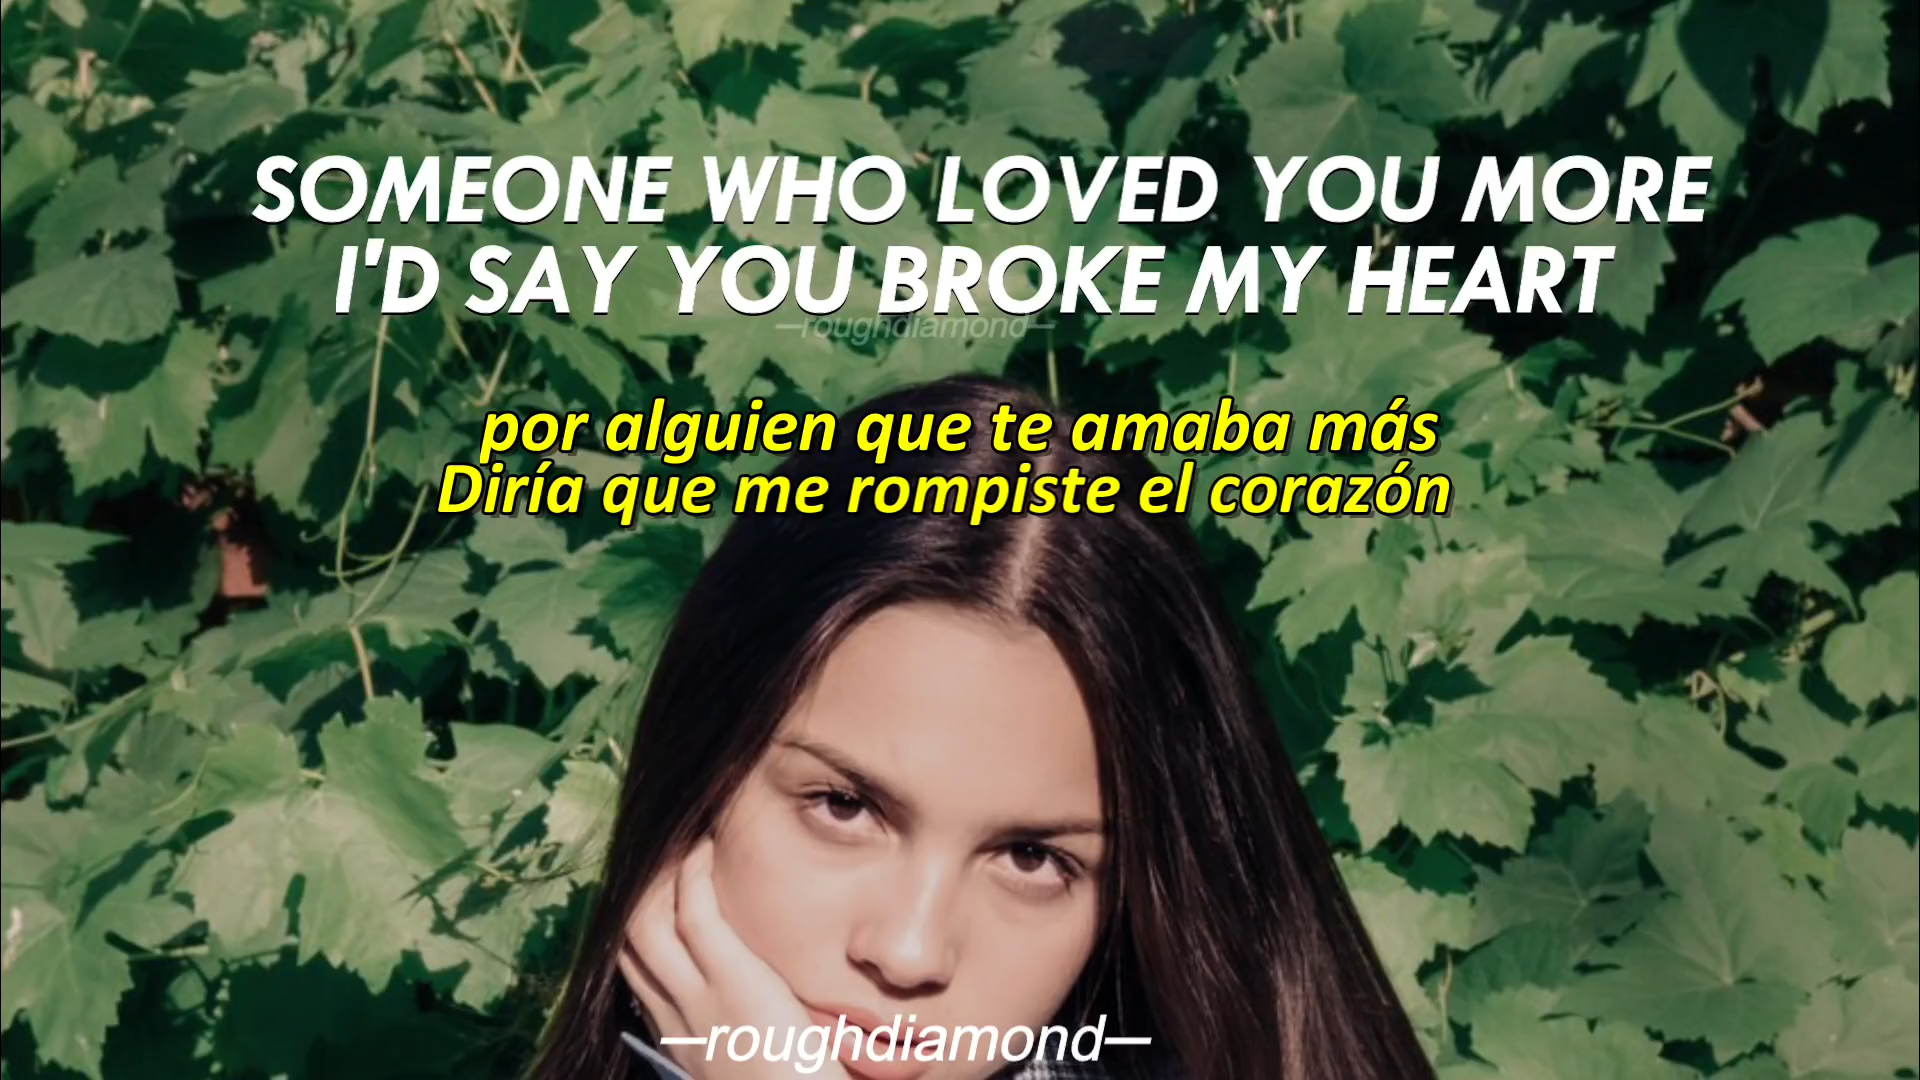 SOMEONE WHO LOVED YOU MORE
I'D SAY YOU BROKE MY HEART
—roughdiamond—
por alguien que te amaba más
Diría que me rompiste el corazón
—roughdiamond—